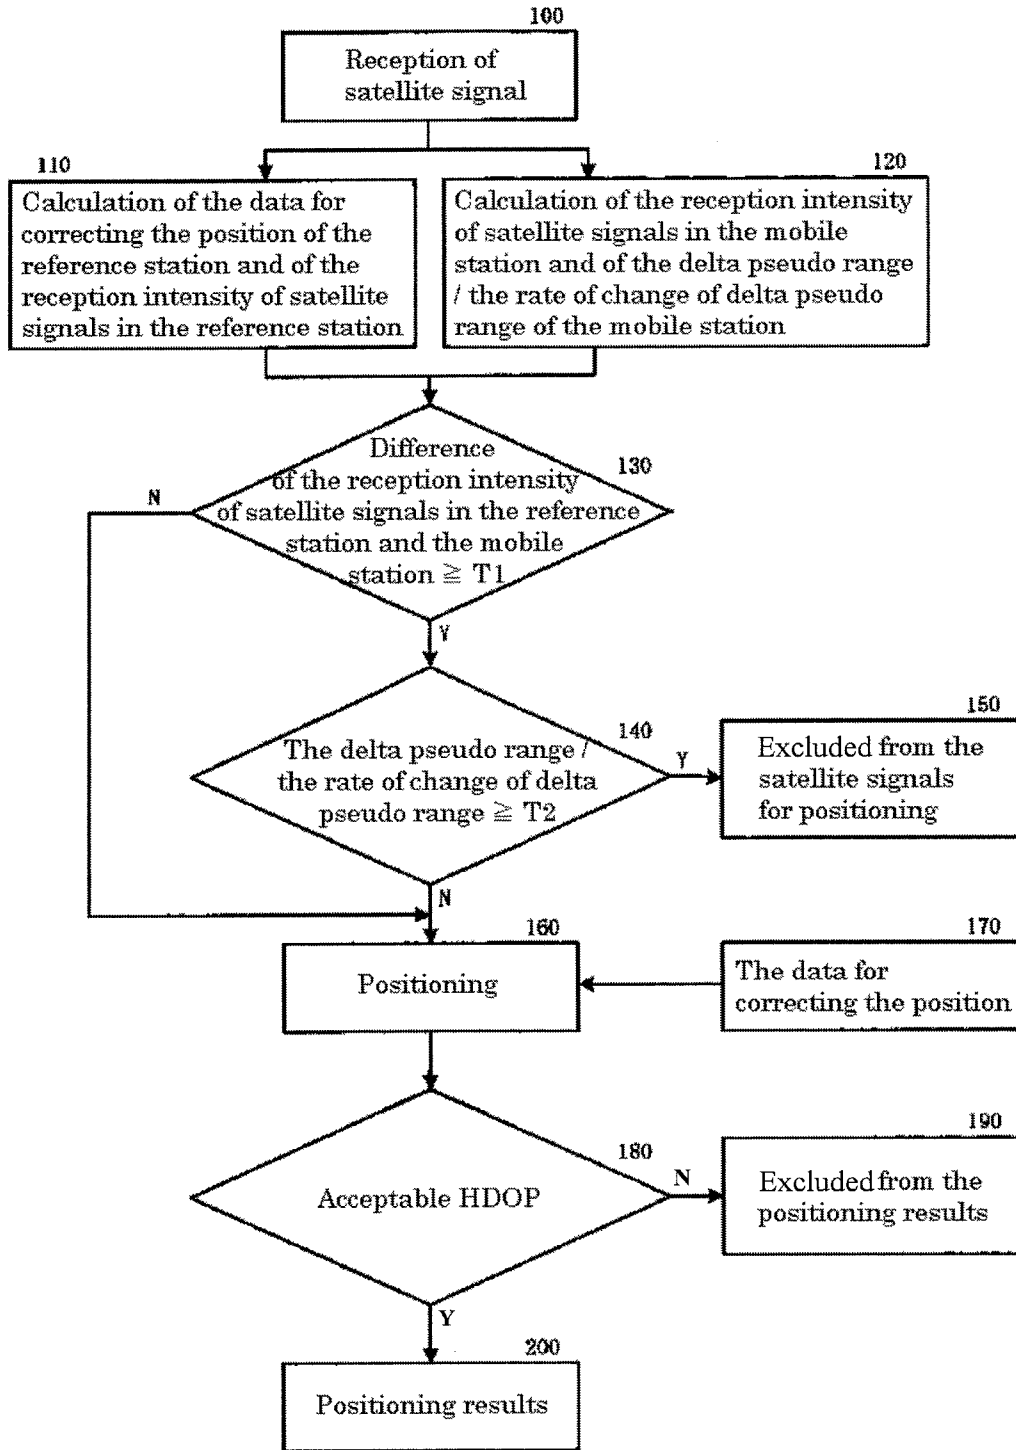 100
Reception of
satellite signal
110
Calculation of the data for
correcting the position of the
reference station and of the
reception intensity of satellite
signals in the reference station
120
Calculation of the reception intensity
of satellite signals in the mobile
station and of the delta pseudo range
/ the rate of change of delta pseudo
range of the mobile station
130
Difference
of the reception intensity
of satellite signals in the reference
station and the mobile
station ≧ T1
N
Y
140
The delta pseudo range /
the rate of change of delta
pseudo range ≧ T2
Y
150
Excluded from the
satellite signals
for positioning
N
160
Positioning
170
The data for
correcting the position
180
Acceptable HDOP
N
190
Excluded from the
positioning results
Y
200
Positioning results